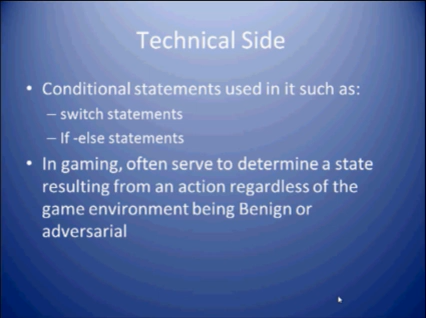 Technical Side
• Conditional statements used in it such as:
– switch statements
– If -else statements
• In gaming, often serve to determine a state
resulting from an action regardless of the
game environment being Benign or
adversarial